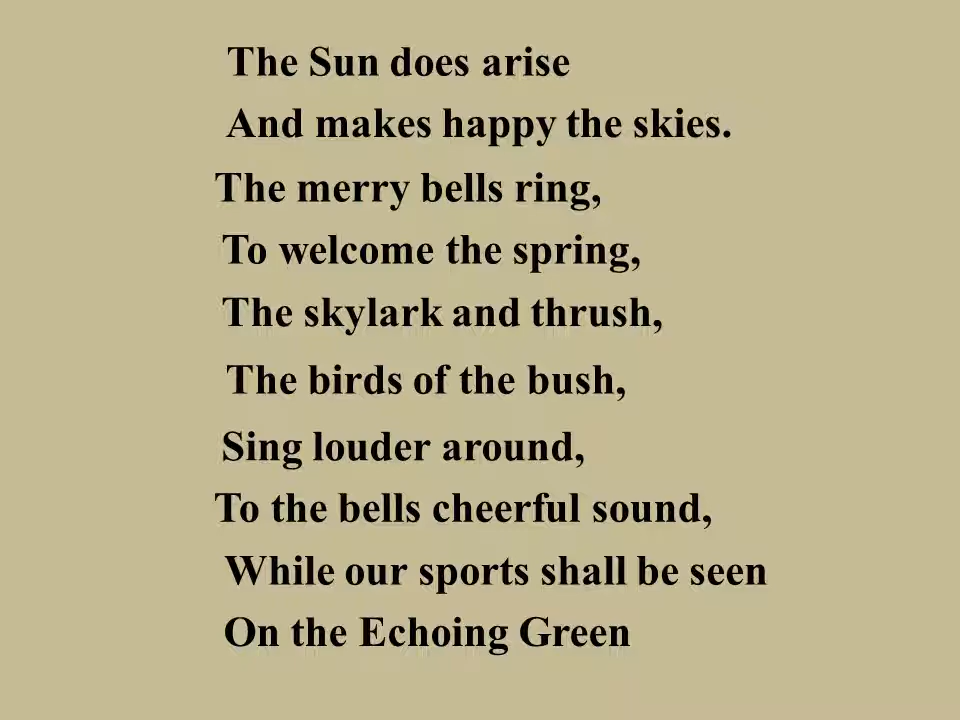 The Sun does arise
And makes happy the skies.
The merry bells ring,
To welcome the spring,
The skylark and thrush,
The birds of the bush,
Sing louder around,
To the bells cheerful sound,
While our sports shall be seen
On the Echoing Green